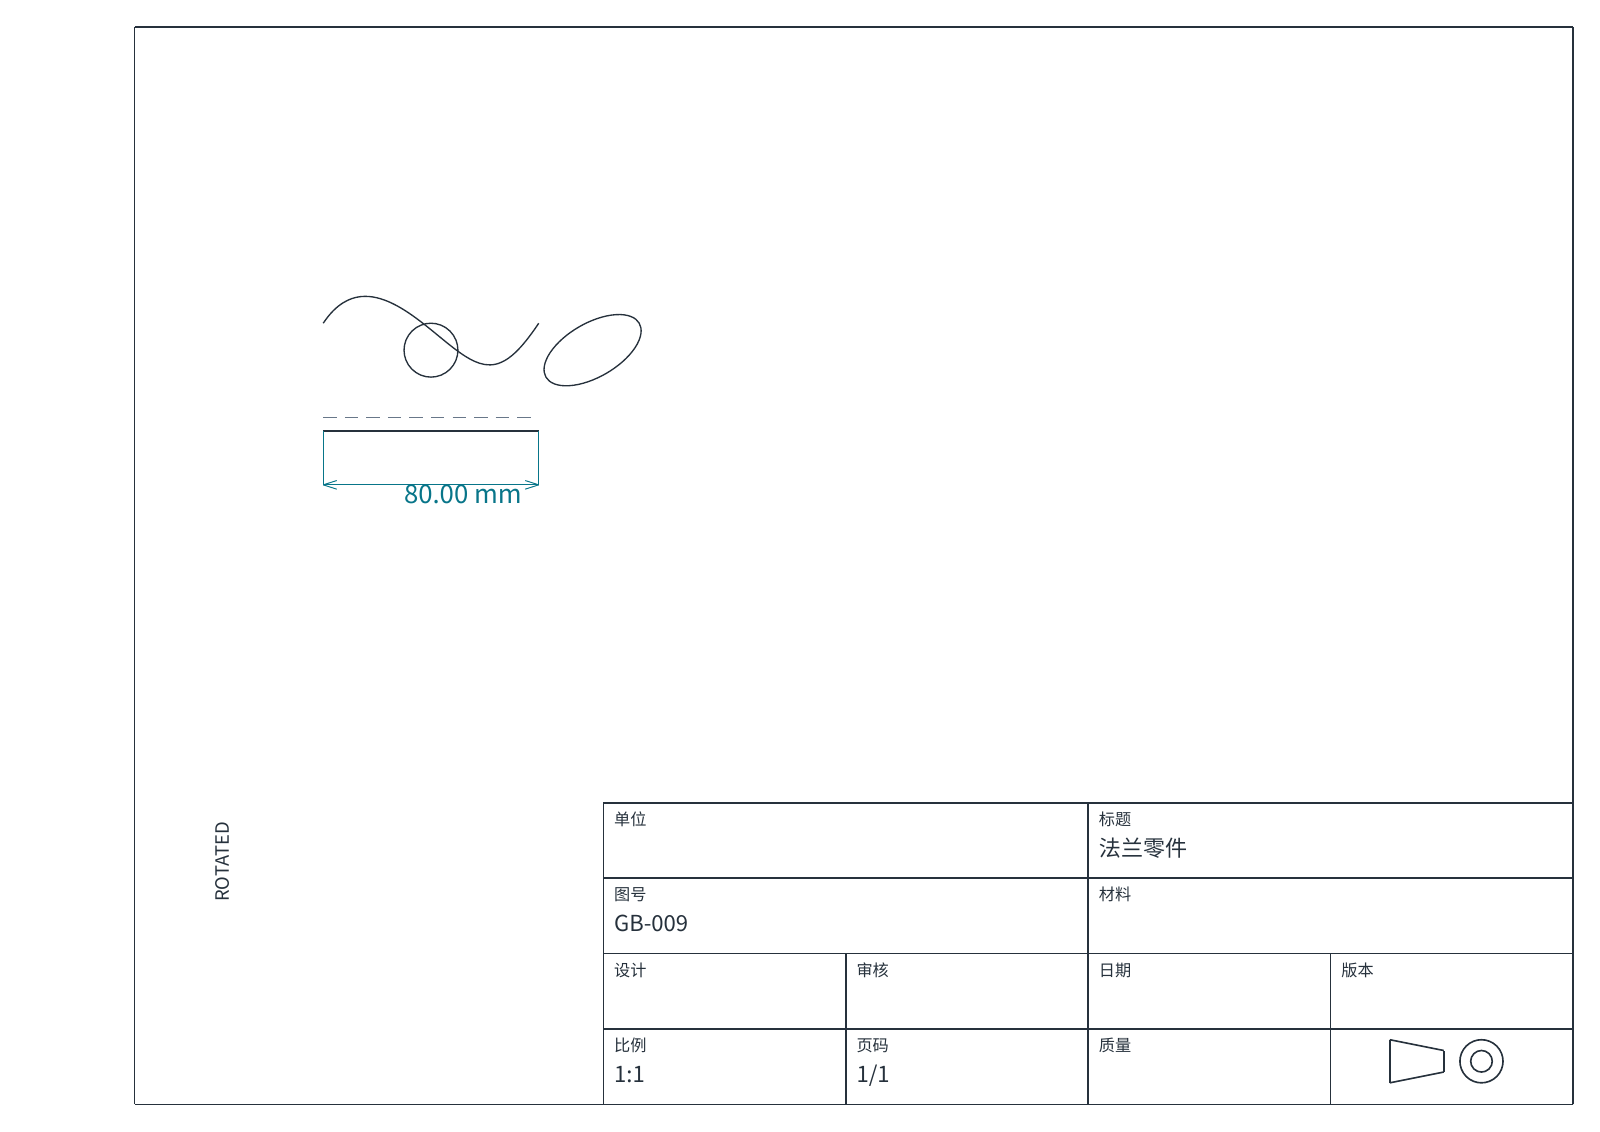 80.00 mm
ROTATED
单位
标题
法兰零件
图号
GB-009
材料
设计
审核
日期
版本
比例
1:1
页码
1/1
质量